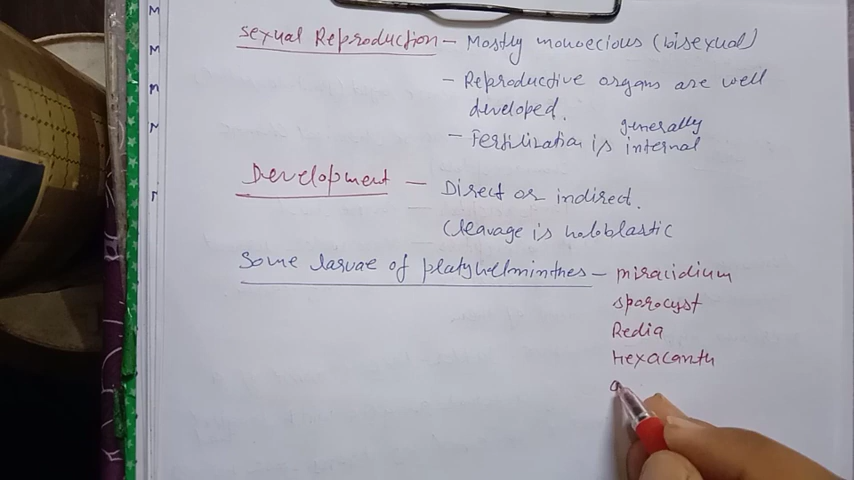 Sexual Reproduction - Mostly monoecious (bisexual)
- Reproductive organs are well
developed.
generally
- Fertilization is internal
Development - Direct or indirect.
Cleavage is holoblastic
Some larvae of platyhelminthes - miracidium
sporocyst
Redia
Hexacanth